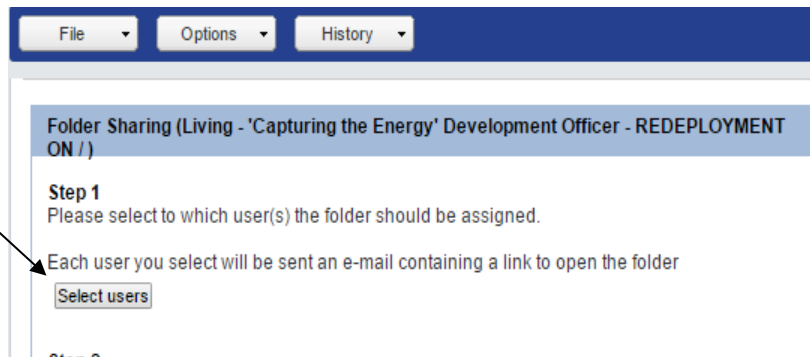 File Options History
Folder Sharing (Living - 'Capturing the Energy' Development Officer - REDEPLOYMENT
ON / )
Step 1
Please select to which user(s) the folder should be assigned.
Each user you select will be sent an e-mail containing a link to open the folder
Select users